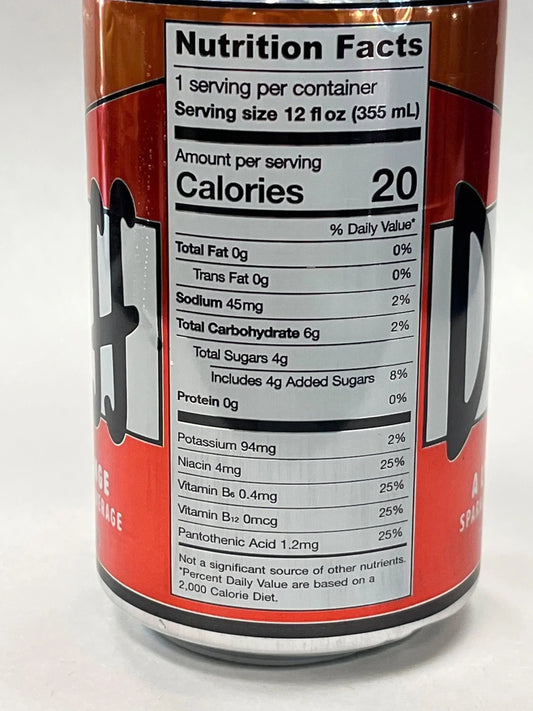 Nutrition Facts
1 serving per container
Serving size 12 fl oz (355 mL)
Amount per serving
Calories 20
% Daily Value*
Total Fat 0g 0%
Trans Fat 0g 0%
Sodium 45mg 2%
Total Carbohydrate 6g 2%
Total Sugars 4g
Includes 4g Added Sugars 8%
Protein 0g 0%
Potassium 94mg 2%
Niacin 4mg 25%
Vitamin B₆ 0.4mg 25%
Vitamin B₁₂ 0mcg 25%
Pantothenic Acid 1.2mg 25%
Not a significant source of other nutrients.
*Percent Daily Value are based on a
2,000 Calorie Diet.